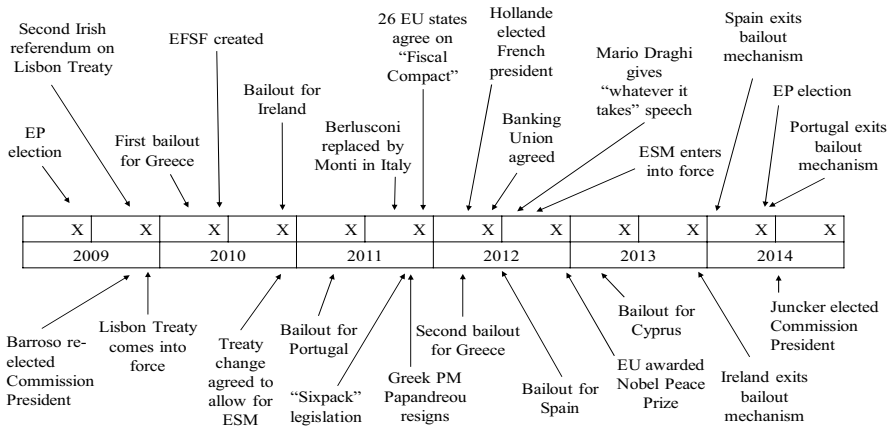 Second Irish
referendum on
Lisbon Treaty
EP
election
First bailout
for Greece
EFSF created
Bailout for
Ireland
Berlusconi
replaced by
Monti in Italy
26 EU states
agree on
“Fiscal
Compact”
Hollande
elected
French
president
Banking
Union
agreed
Mario Draghi
gives
“whatever it
takes” speech
ESM enters
into force
Spain exits
bailout
mechanism
EP election
Portugal exits
bailout
mechanism
X X X X X X X X X X X X
2009 2010 2011 2012 2013 2014
Barroso re-
elected
Commission
President
Lisbon Treaty
comes into
force
Treaty
change
agreed to
allow for
ESM
Bailout for
Portugal
“Sixpack”
legislation
Greek PM
Papandreou
resigns
Second bailout
for Greece
Bailout for
Spain
EU awarded
Nobel Peace
Prize
Bailout for
Cyprus
Ireland exits
bailout
mechanism
Juncker elected
Commission
President